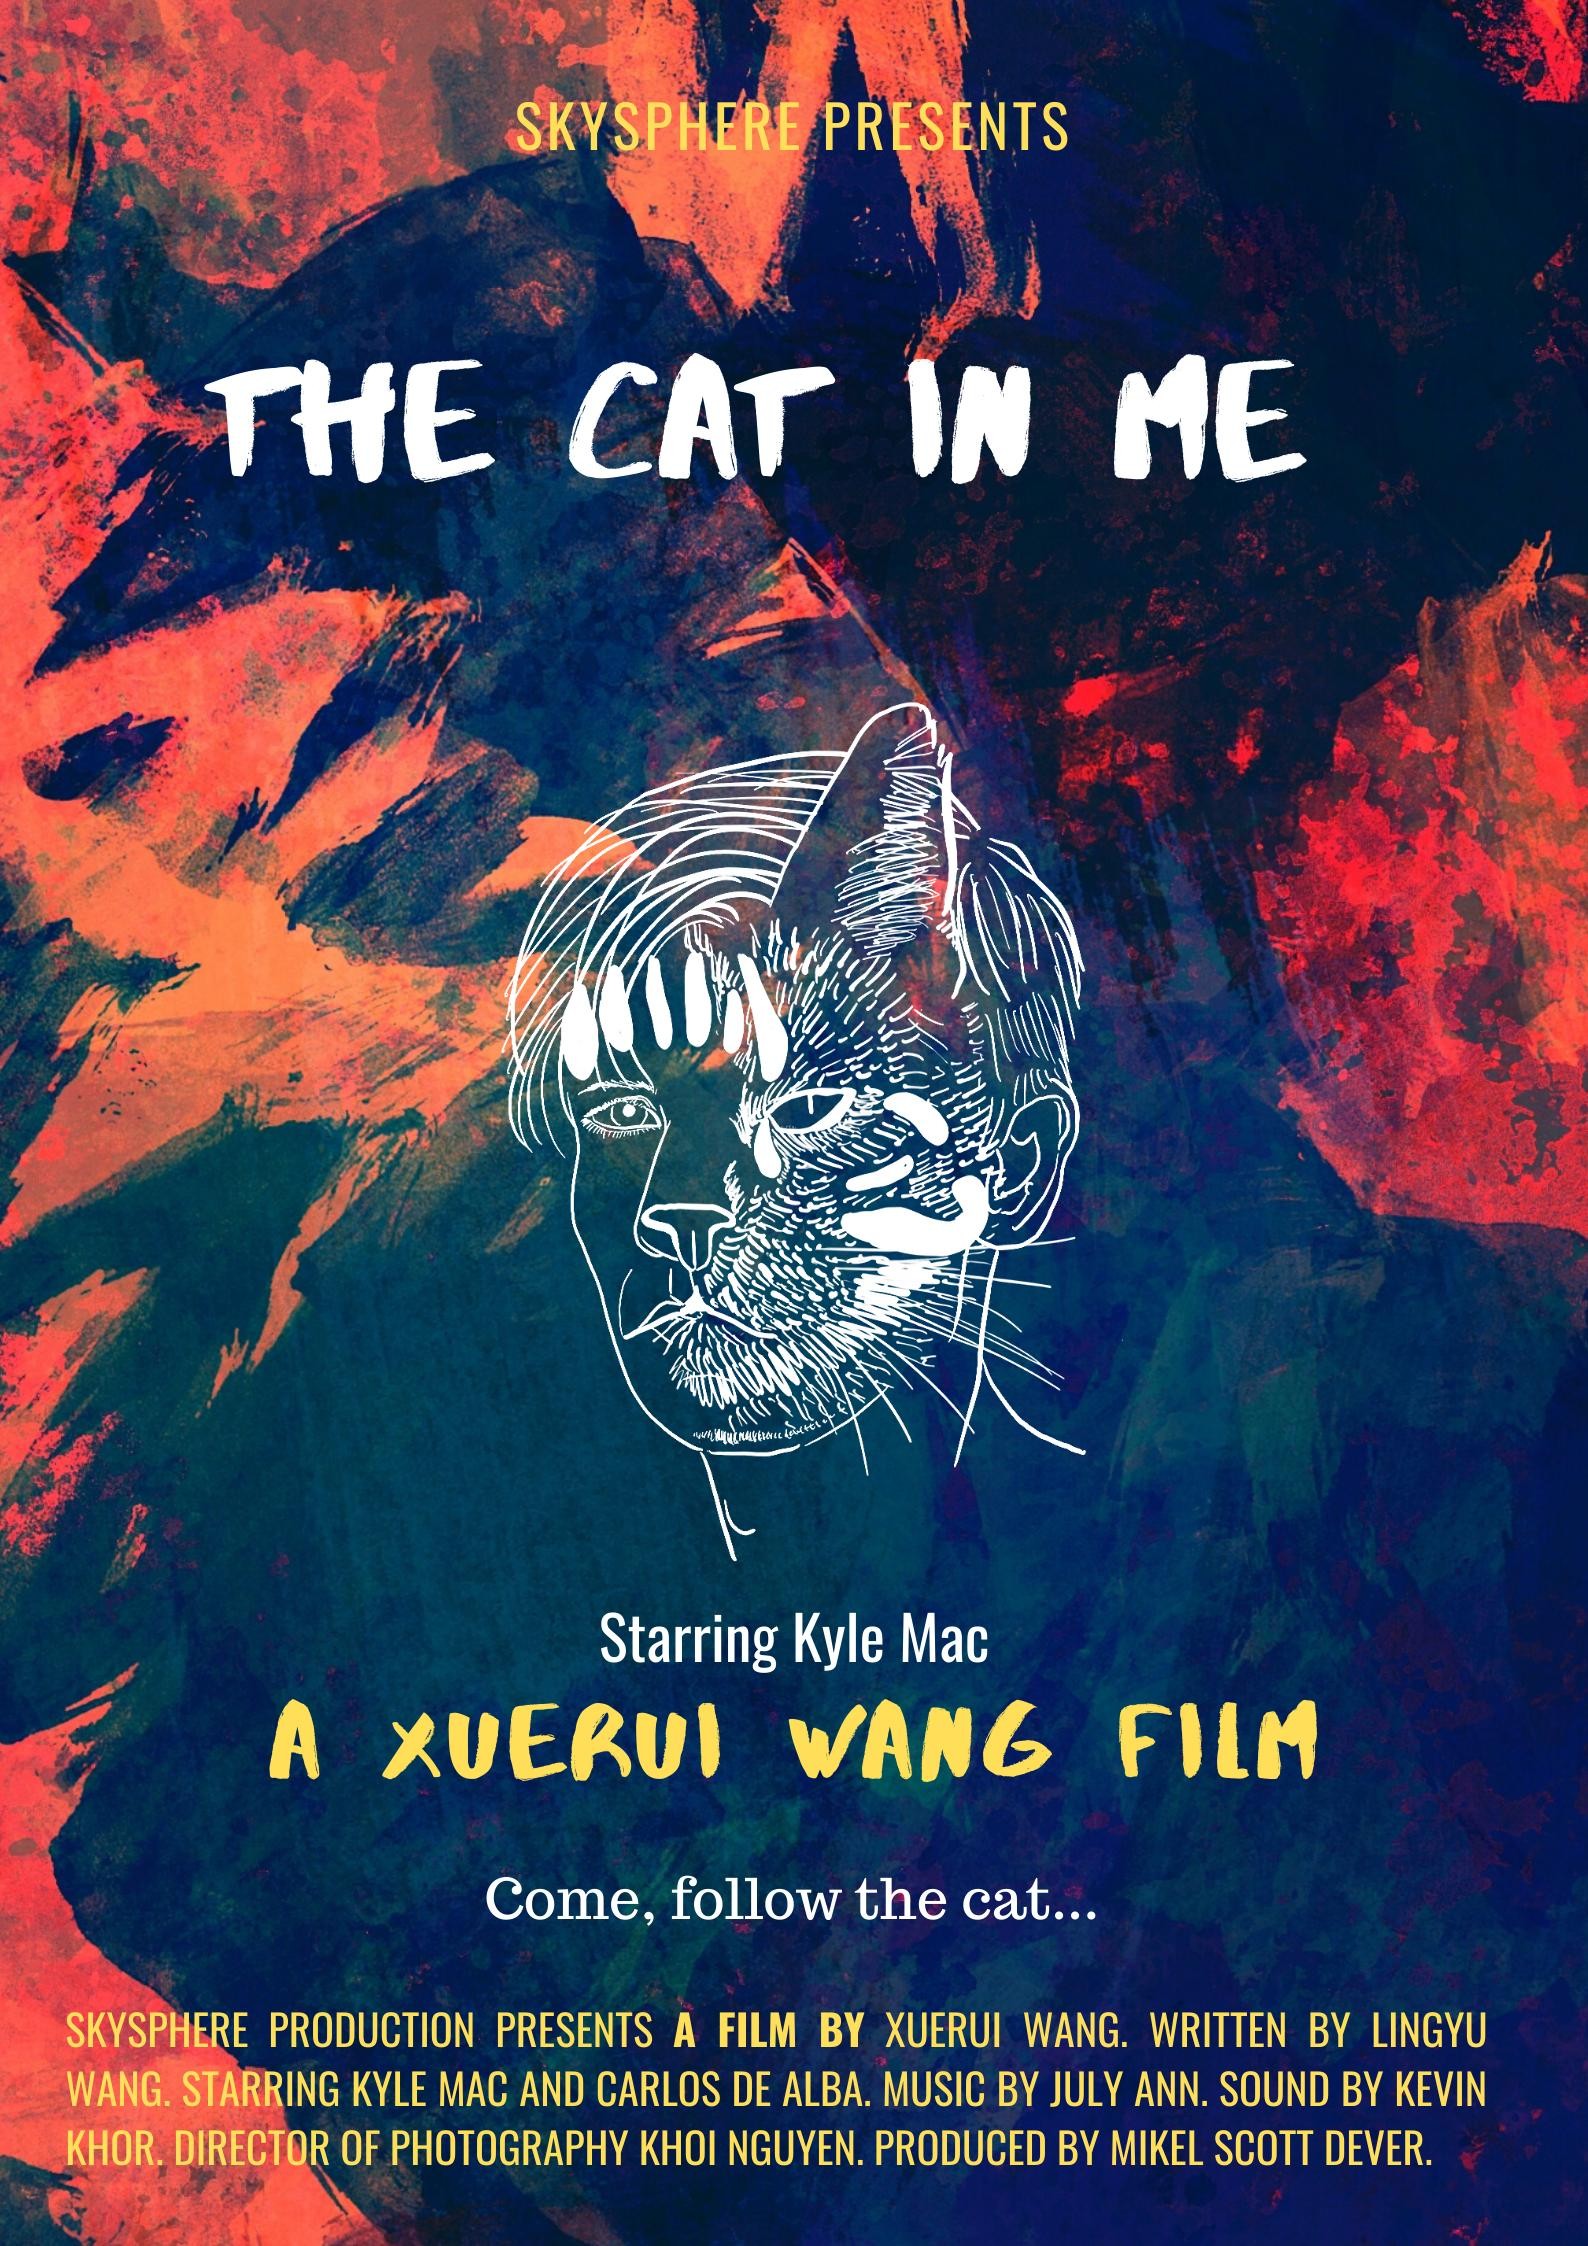 SKYSPHERE PRESENTS
THE CAT IN ME
Starring Kyle Mac
A XUERUI WANG FILM
Come, follow the cat...
SKYSPHERE PRODUCTION PRESENTS A FILM BY XUERUI WANG. WRITTEN BY LINGYU
WANG. STARRING KYLE MAC AND CARLOS DE ALBA. MUSIC BY JULY ANN. SOUND BY KEVIN
KHOR. DIRECTOR OF PHOTOGRAPHY KHOI NGUYEN. PRODUCED BY MIKEL SCOTT DEVER.